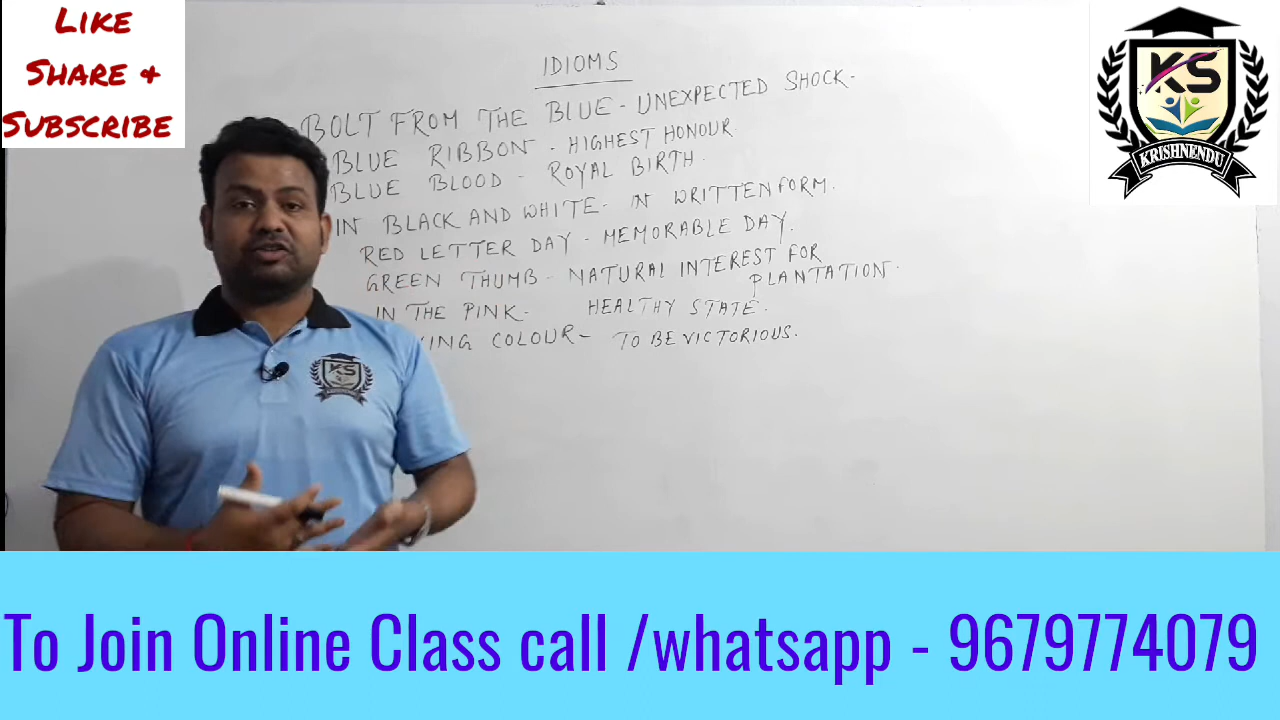 LIKE
SHARE &
SUBSCRIBE
KS
KRISHNENDU
IDIOMS
BOLT FROM THE BLUE - UNEXPECTED SHOCK.
BLUE RIBBON - HIGHEST HONOUR.
BLUE BLOOD - ROYAL BIRTH.
IN BLACK AND WHITE - IN WRITTEN FORM.
RED LETTER DAY - MEMORABLE DAY.
GREEN THUMB - NATURAL INTEREST FOR
PLANTATION.
IN THE PINK - HEALTHY STATE.
COLOUR - TO BE VICTORIOUS.
KS
KRISHNENDU
To Join Online Class call /whatsapp - 9679774079